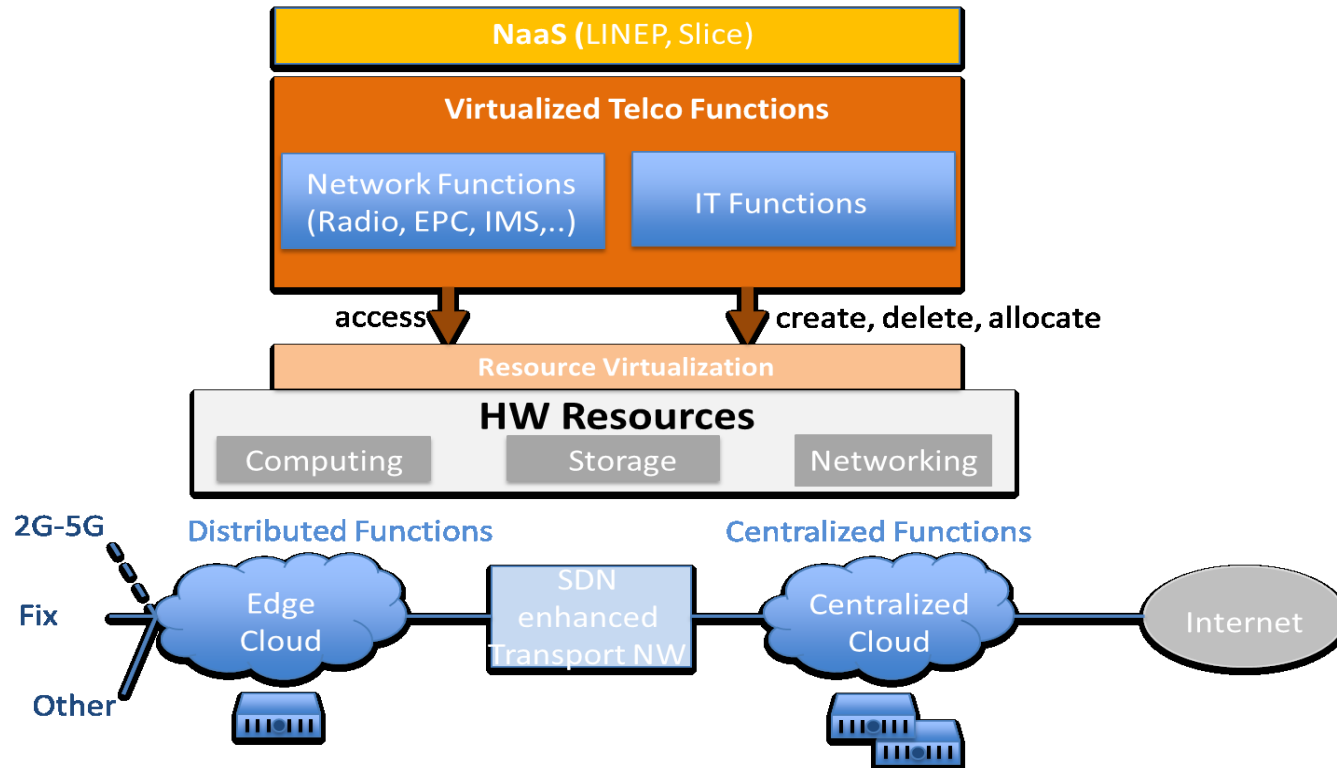 NaaS (LINEP, Slice)
Virtualized Telco Functions
Network Functions
(Radio, EPC, IMS,..)
IT Functions
access
create, delete, allocate
Resource Virtualization
HW Resources
Computing
Storage
Networking
2G-5G
Distributed Functions
Centralized Functions
Fix
Edge
Cloud
SDN
enhanced
Transport NW
Centralized
Cloud
Internet
Other